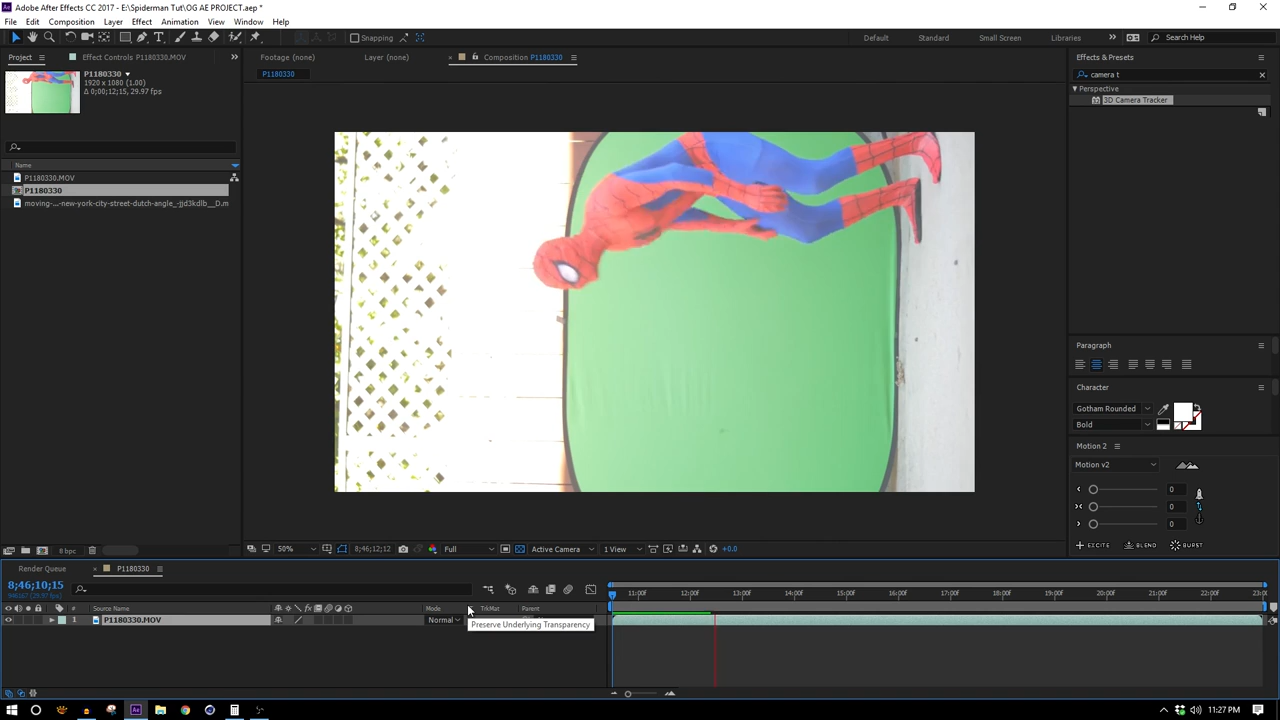 Adobe After Effects CC 2017 - E:\Spiderman Tut\OG AE PROJECT.aep *
File Edit Composition Layer Effect Animation View Window Help
Snapping
Default Standard Small Screen Libraries Search Help
Project Effect Controls P1180330.MOV
P1180330
1920 x 1080 (1.00)
Δ 0;00;12;15, 29.97 fps
Name
P1180330.MOV
P1180330
moving-...-new-york-city-street-dutch-angle_-jjd3kdlb__D.m
8 bpc
Footage (none) Layer (none) Composition P1180330
P1180330
50% 8;46;12;12 Full Active Camera 1 View +0.0
Effects & Presets
camera t
Perspective
3D Camera Tracker
Paragraph
Character
Gotham Rounded
Bold
Motion 2
Motion v2
0
0
0
EXCITE BLEND BURST
Render Queue P1180330
8;46;10;15
# Source Name Mode TrkMat Parent
1 P1180330.MOV Normal
Preserve Underlying Transparency
11:00F 12:00F 13:00F 14:00F 15:00F 16:00F 17:00F 18:00F 19:00F 20:00F 21:00F 22:00F 23:00
11:27 PM